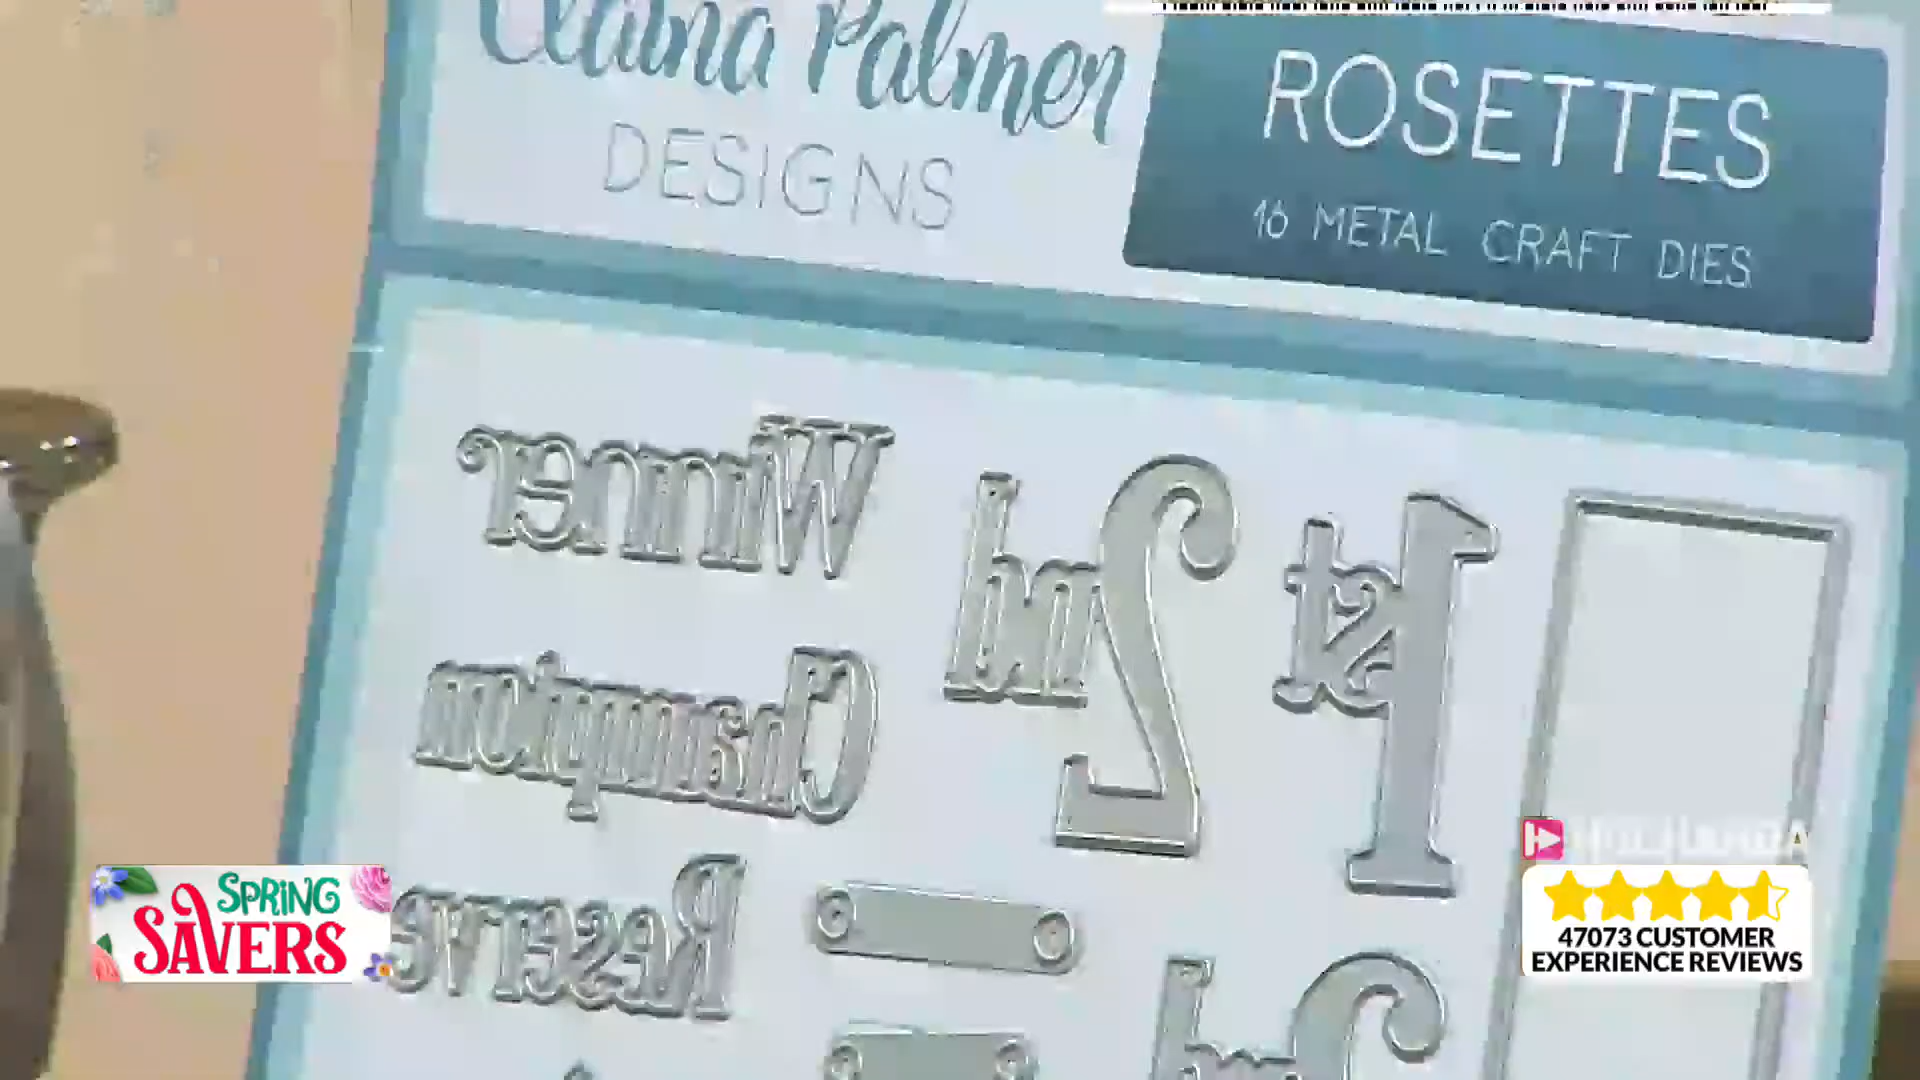 Claina Palmer
DESIGNS
ROSETTES
16 METAL CRAFT DIES
Winner
2nd
1st
Champion
Reserve
SPRING
SAVERS
HOCHANDA
47073 CUSTOMER
EXPERIENCE REVIEWS